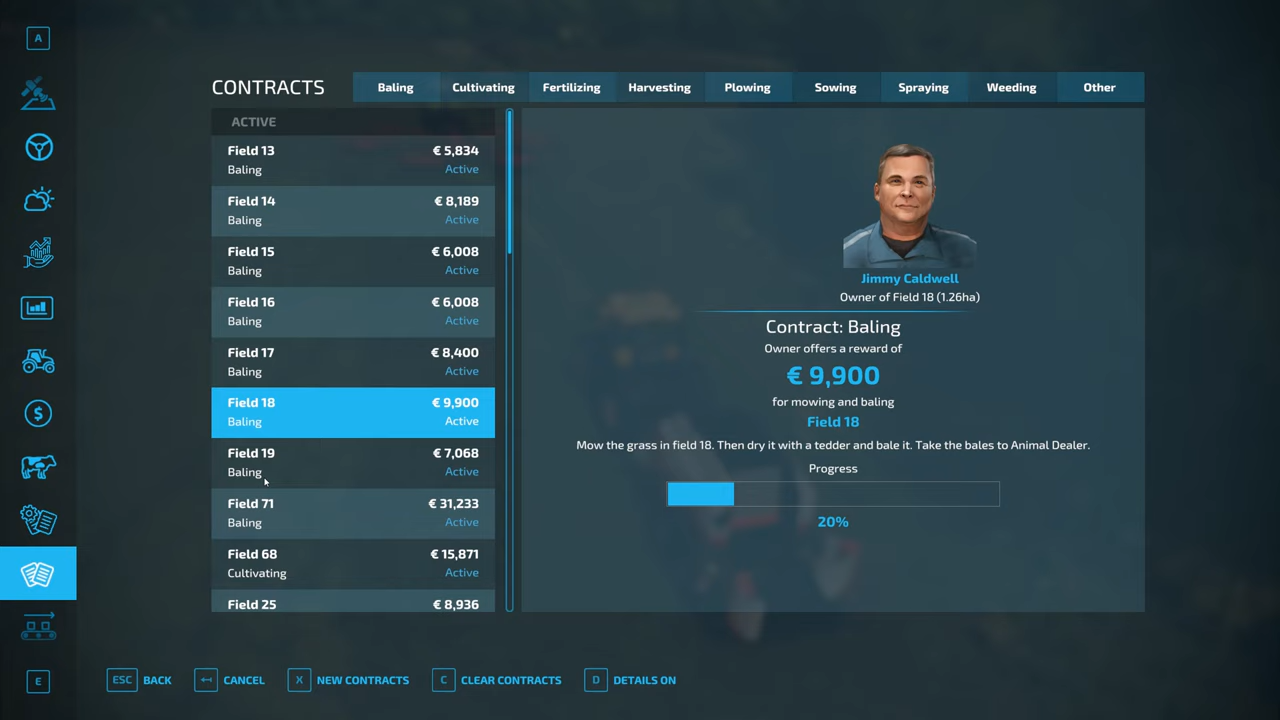 A
CONTRACTS
Baling
Cultivating
Fertilizing
Harvesting
Plowing
Sowing
Spraying
Weeding
Other
ACTIVE
Field 13 € 5,834
Baling Active
Field 14 € 8,189
Baling Active
Field 15 € 6,008
Baling Active
Field 16 € 6,008
Baling Active
Field 17 € 8,400
Baling Active
Field 18 € 9,900
Baling Active
Field 19 € 7,068
Baling Active
Field 71 € 31,233
Baling Active
Field 68 € 15,871
Cultivating Active
Field 25 € 8,936
Jimmy Caldwell
Owner of Field 18 (1.26ha)
Contract: Baling
Owner offers a reward of
€ 9,900
for mowing and baling
Field 18
Mow the grass in field 18. Then dry it with a tedder and bale it. Take the bales to Animal Dealer.
Progress
20%
E
ESC BACK
CANCEL
X NEW CONTRACTS
C CLEAR CONTRACTS
D DETAILS ON